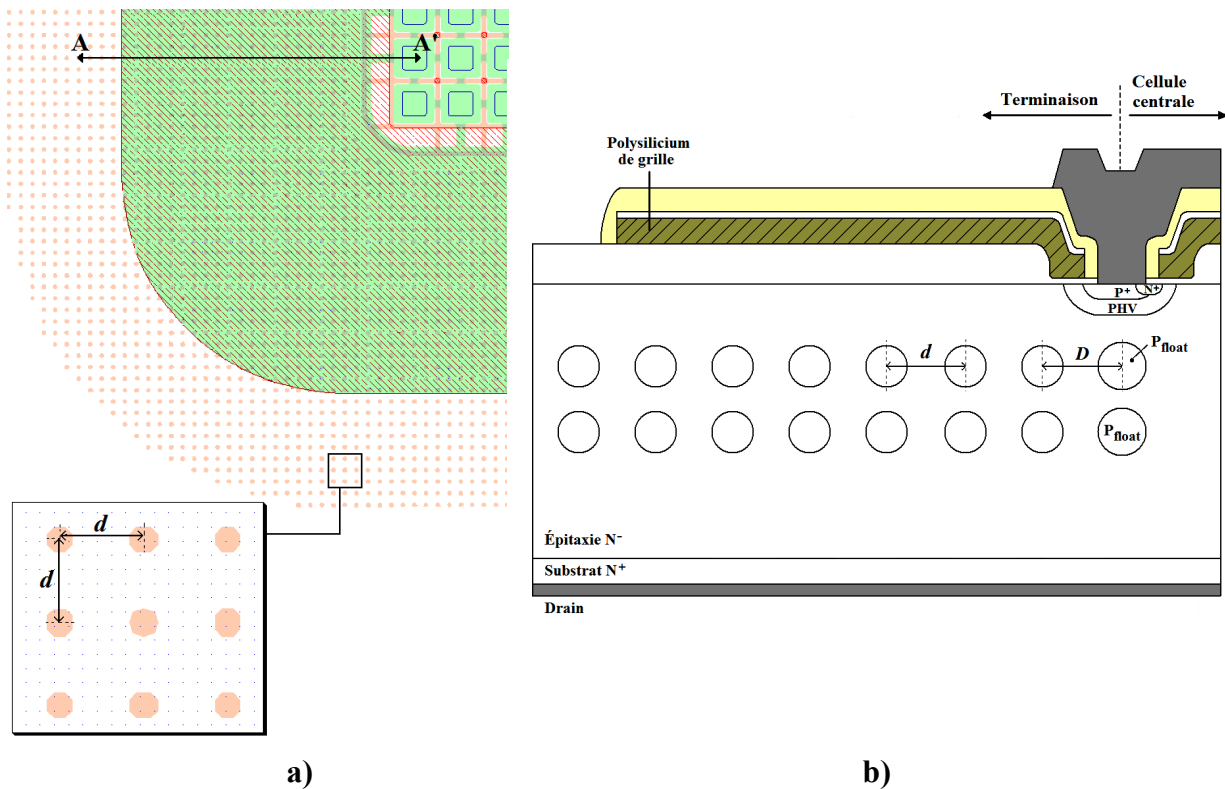 A
A'
d
d
a)
Terminaison
Cellule
centrale
Polysilicium
de grille
P+
N+
PHV
d
D
Pfloat
Pfloat
Épitaxie N-
Substrat N+
Drain
b)